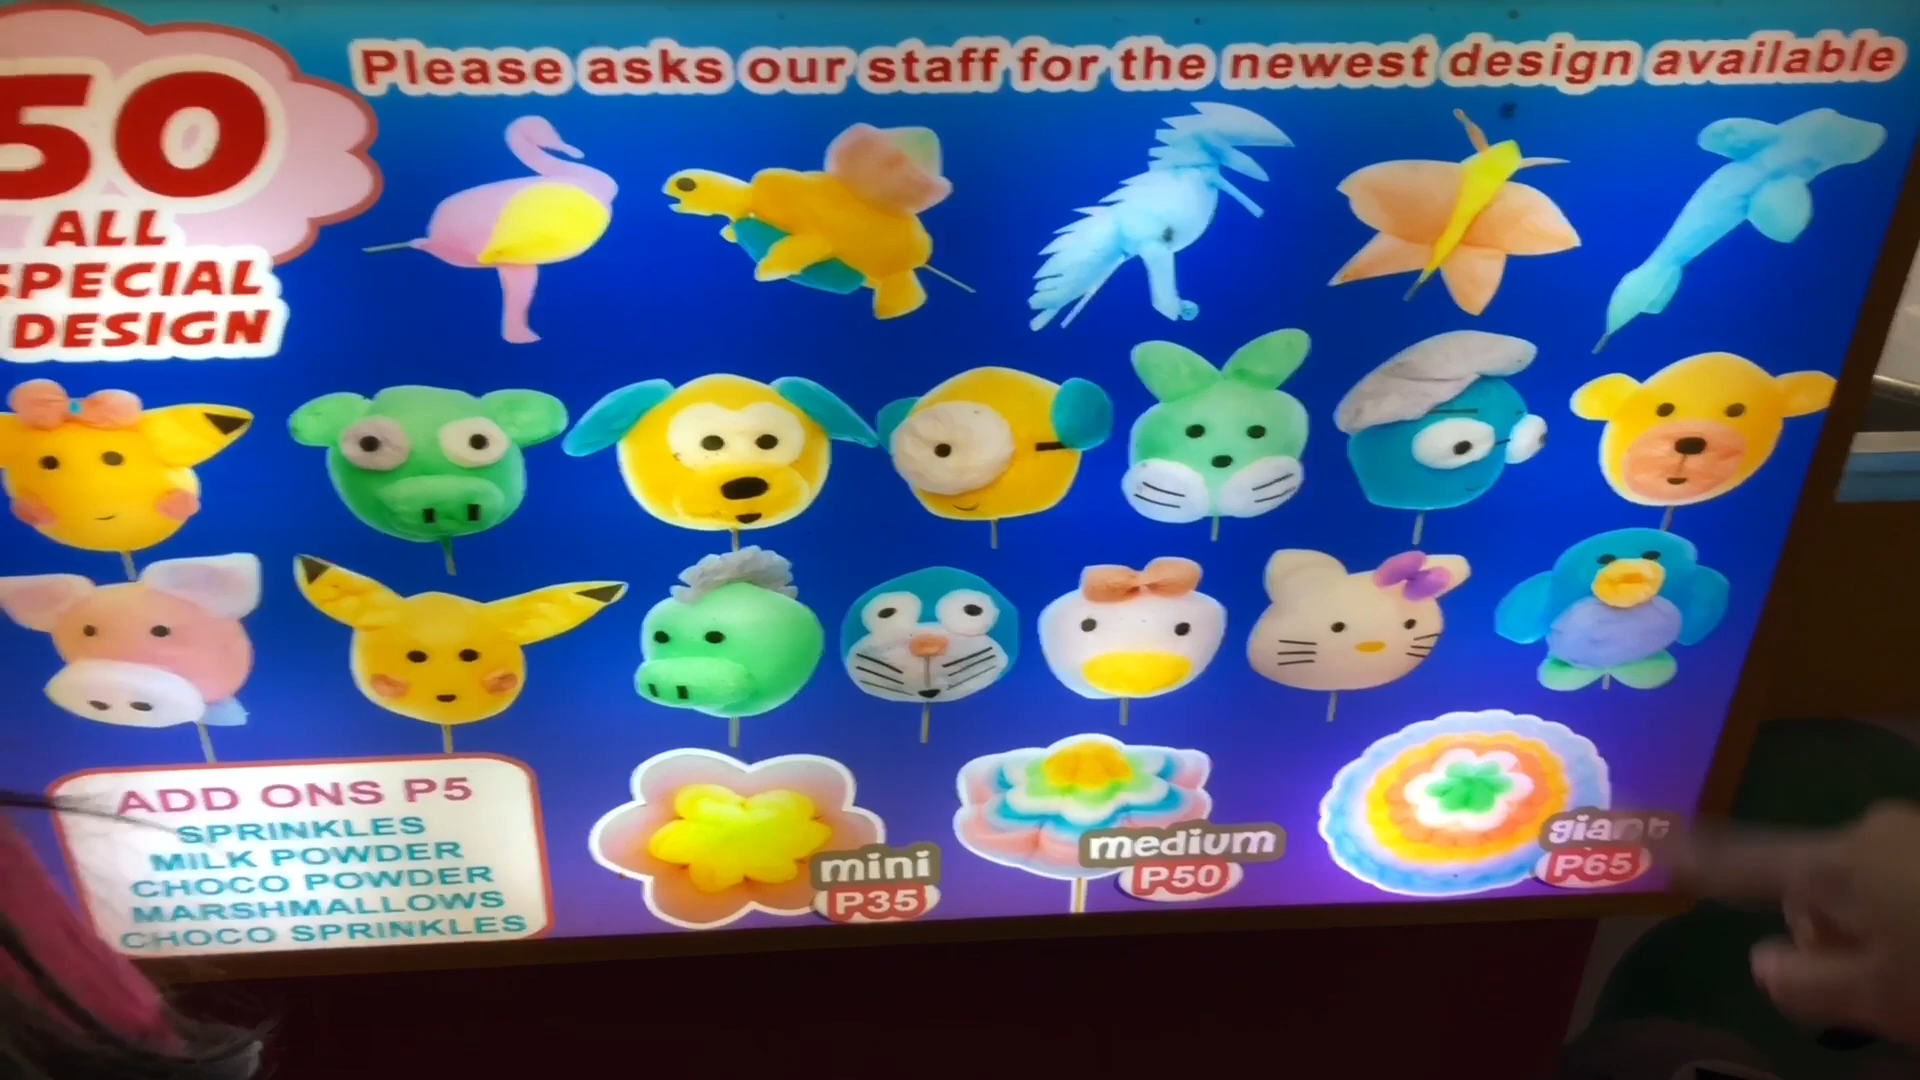 Please asks our staff for the newest design available
50
ALL
SPECIAL
DESIGN
ADD ONS P5
SPRINKLES
MILK POWDER
CHOCO POWDER
MARSHMALLOWS
CHOCO SPRINKLES
mini
P35
medium
P50
giant
P65